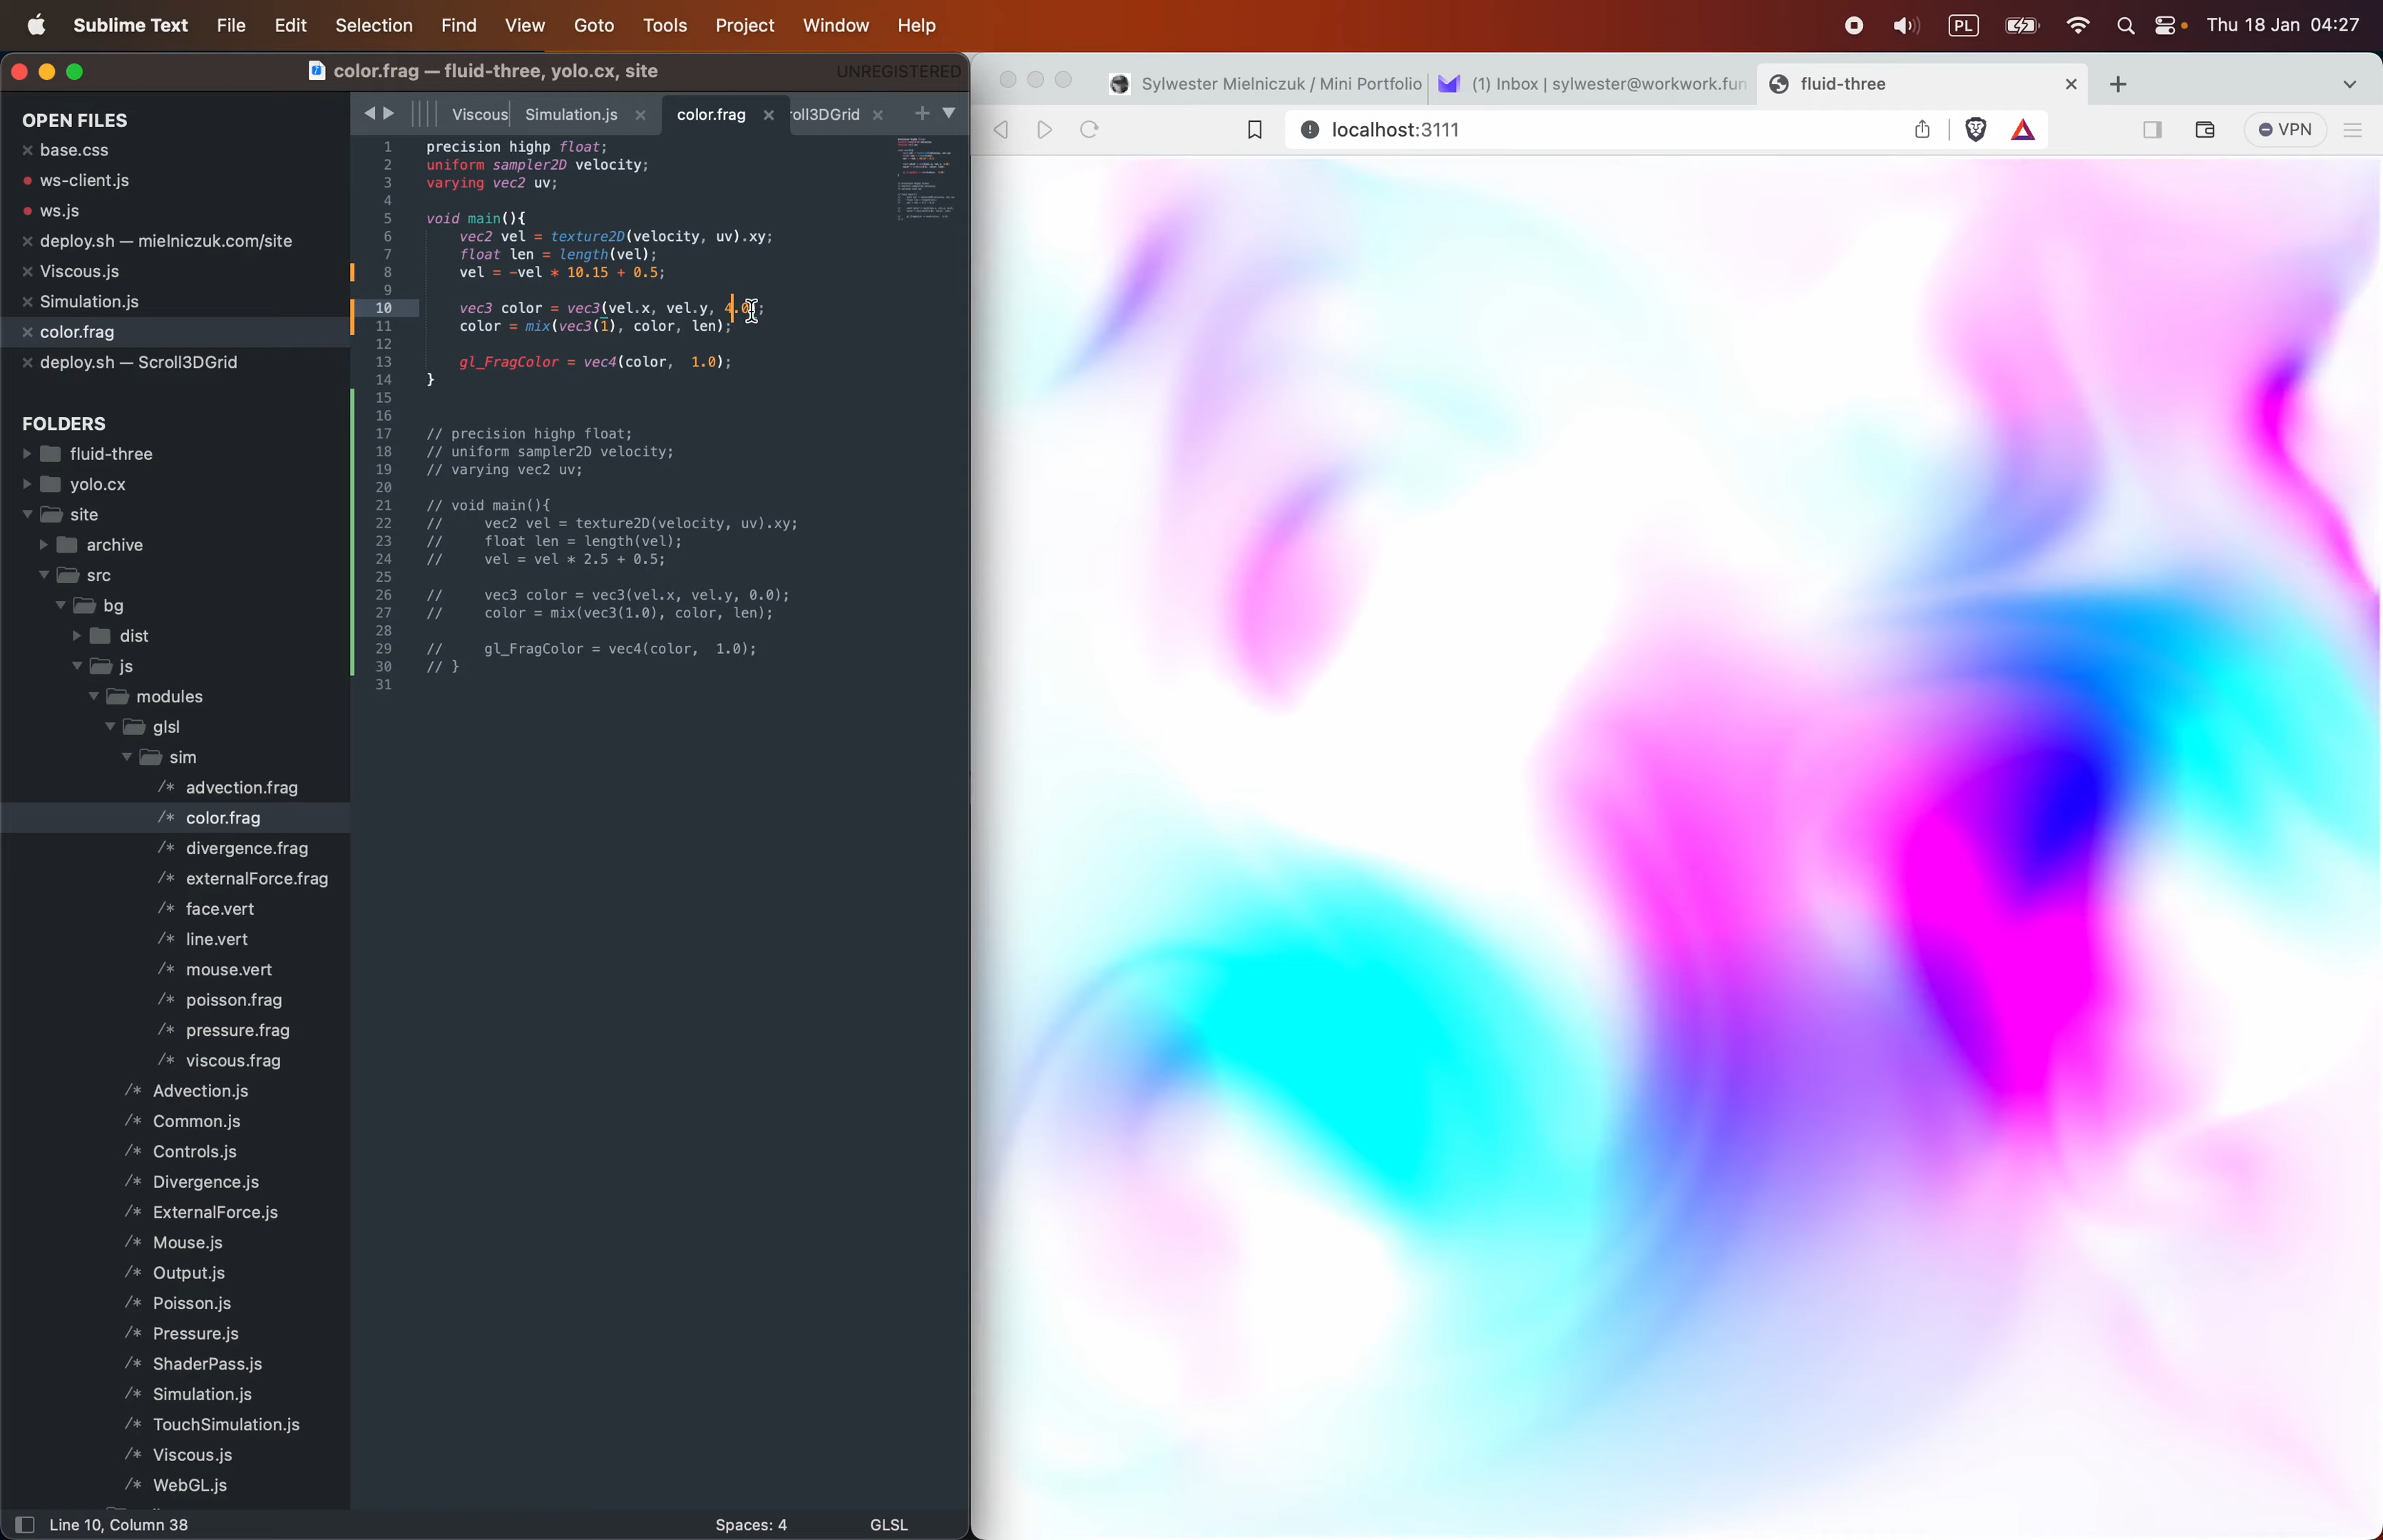 Sublime Text File Edit Selection Find View Goto Tools Project Window Help PL Thu 18 Jan 04:27
color.frag — fluid-three, yolo.cx, site UNREGISTERED
Sylwester Mielniczuk / Mini Portfolio (1) Inbox | sylwester@workwork.fun fluid-three
localhost:3111 VPN
OPEN FILES
base.css
ws-client.js
ws.js
deploy.sh — mielniczuk.com/site
Viscous.js
Simulation.js
color.frag
deploy.sh — Scroll3DGrid
FOLDERS
fluid-three
yolo.cx
site
archive
src
bg
dist
js
modules
glsl
sim
/* advection.frag
/* color.frag
/* divergence.frag
/* externalForce.frag
/* face.vert
/* line.vert
/* mouse.vert
/* poisson.frag
/* pressure.frag
/* viscous.frag
/* Advection.js
/* Common.js
/* Controls.js
/* Divergence.js
/* ExternalForce.js
/* Mouse.js
/* Output.js
/* Poisson.js
/* Pressure.js
/* ShaderPass.js
/* Simulation.js
/* TouchSimulation.js
/* Viscous.js
/* WebGL.js
Viscous Simulation.js color.frag roll3DGrid
1 precision highp float;
2 uniform sampler2D velocity;
3 varying vec2 uv;
4
5 void main(){
6 vec2 vel = texture2D(velocity, uv).xy;
7 float len = length(vel);
8 vel = -vel * 10.15 + 0.5;
9
10 vec3 color = vec3(vel.x, vel.y, 4.0);
11 color = mix(vec3(1), color, len);
12
13 gl_FragColor = vec4(color, 1.0);
14 }
15
16
17 // precision highp float;
18 // uniform sampler2D velocity;
19 // varying vec2 uv;
20
21 // void main(){
22 // vec2 vel = texture2D(velocity, uv).xy;
23 // float len = length(vel);
24 // vel = vel * 2.5 + 0.5;
25
26 // vec3 color = vec3(vel.x, vel.y, 0.0);
27 // color = mix(vec3(1.0), color, len);
28
29 // gl_FragColor = vec4(color, 1.0);
30 // }
31
Line 10, Column 38 Spaces: 4 GLSL